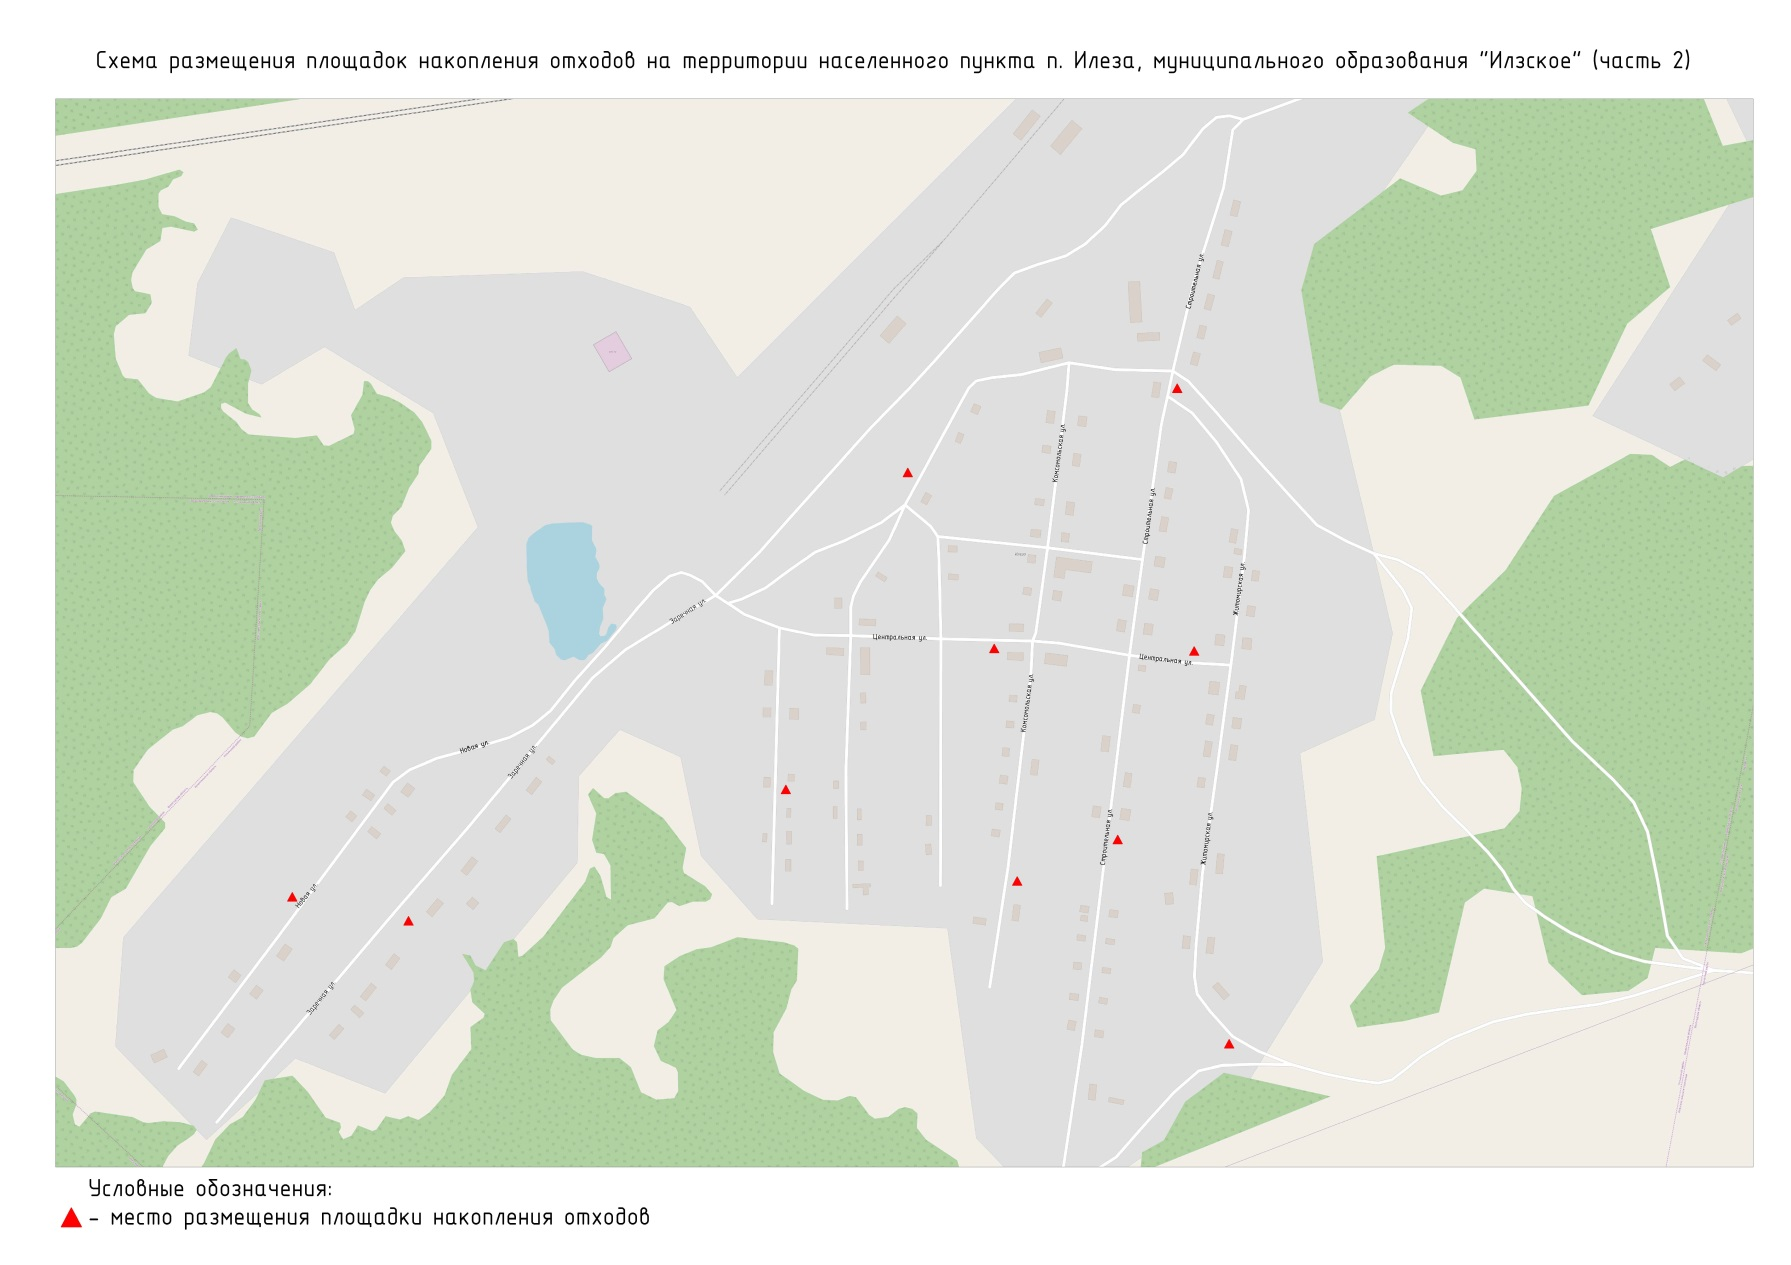 Схема размещения площадок накопления отходов на территории населенного пункта п. Илеза, муниципального образования "Илзское" (часть 2)
Строительная ул.
Комсомольская ул.
Строительная ул.
Житомирская ул.
Заречная ул.
Центральная ул.
Центральная ул.
Комсомольская ул.
Новая ул.
Заречная ул.
Строительная ул.
Житомирская ул.
Новая ул.
Заречная ул.
Условные обозначения:
– место размещения площадки накопления отходов